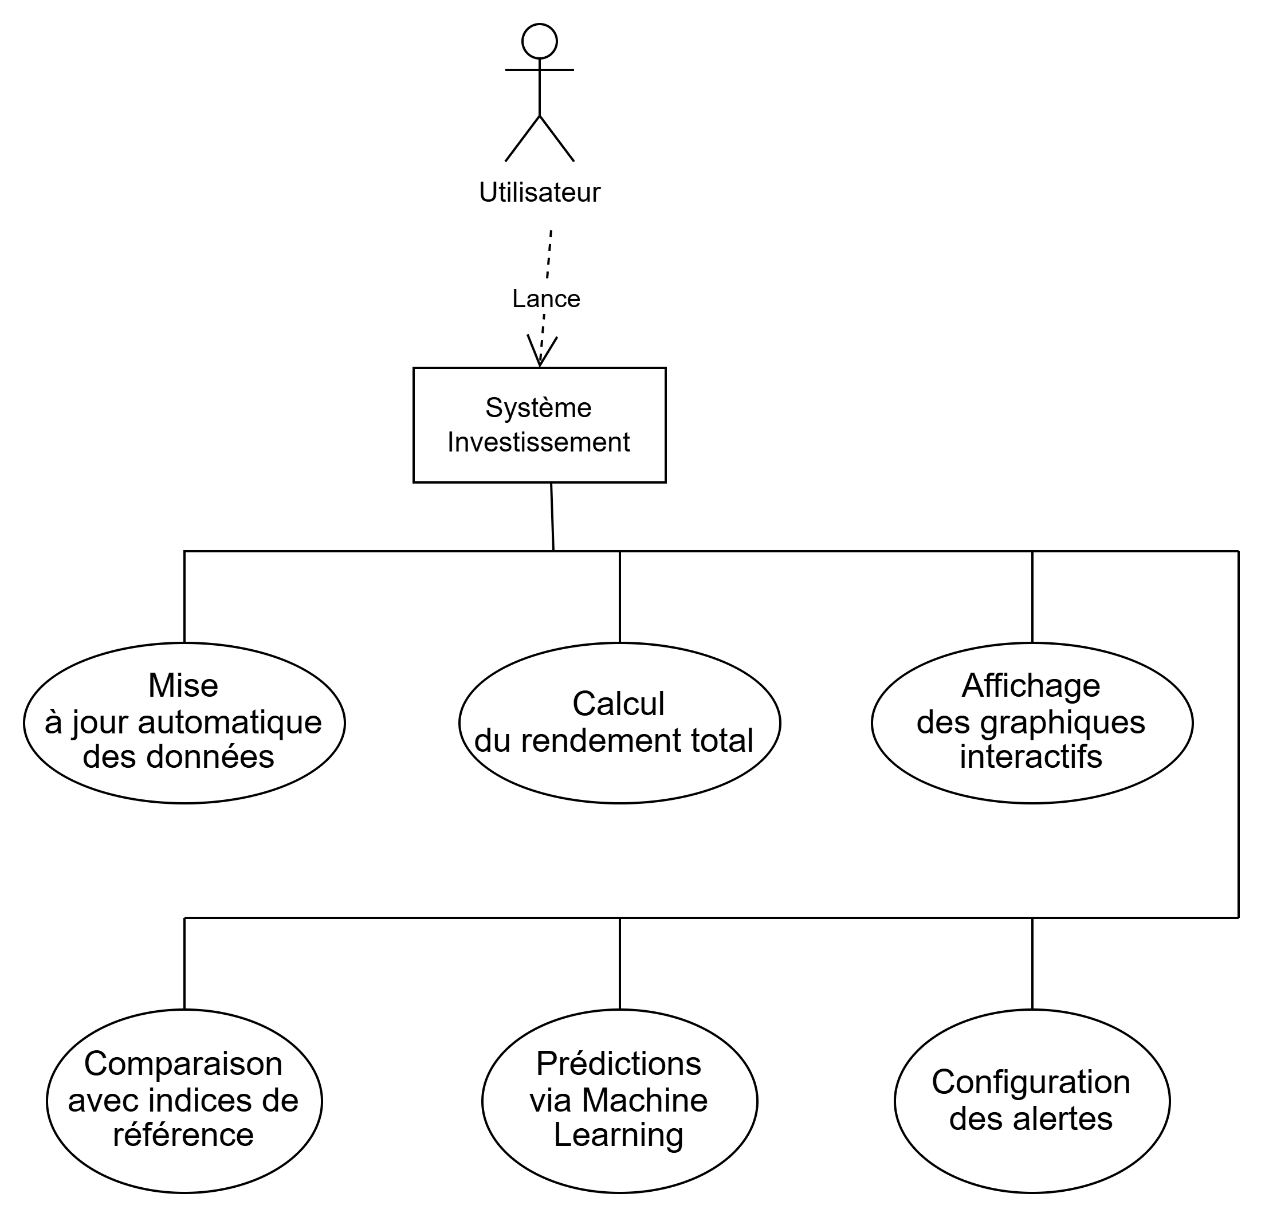 Utilisateur
Lance
Système
Investissement
Mise
à jour automatique
des données
Calcul
du rendement total
Affichage
des graphiques
interactifs
Comparaison
avec indices de
référence
Prédictions
via Machine
Learning
Configuration
des alertes